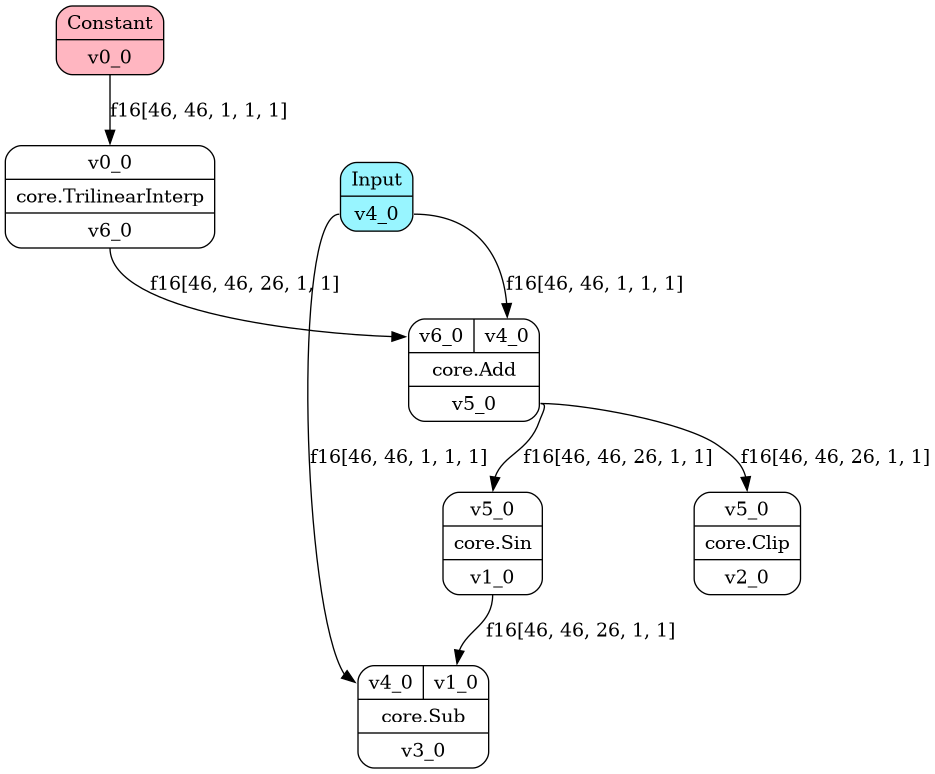 Constant
v0_0
f16[46, 46, 1, 1, 1]
v0_0
core.TrilinearInterp
v6_0
Input
v4_0
f16[46, 46, 26, 1, 1]
f16[46, 46, 1, 1, 1]
v6_0 v4_0
core.Add
v5_0
f16[46, 46, 1, 1, 1]
f16[46, 46, 26, 1, 1]
f16[46, 46, 26, 1, 1]
v5_0
core.Sin
v1_0
v5_0
core.Clip
v2_0
f16[46, 46, 26, 1, 1]
v4_0 v1_0
core.Sub
v3_0